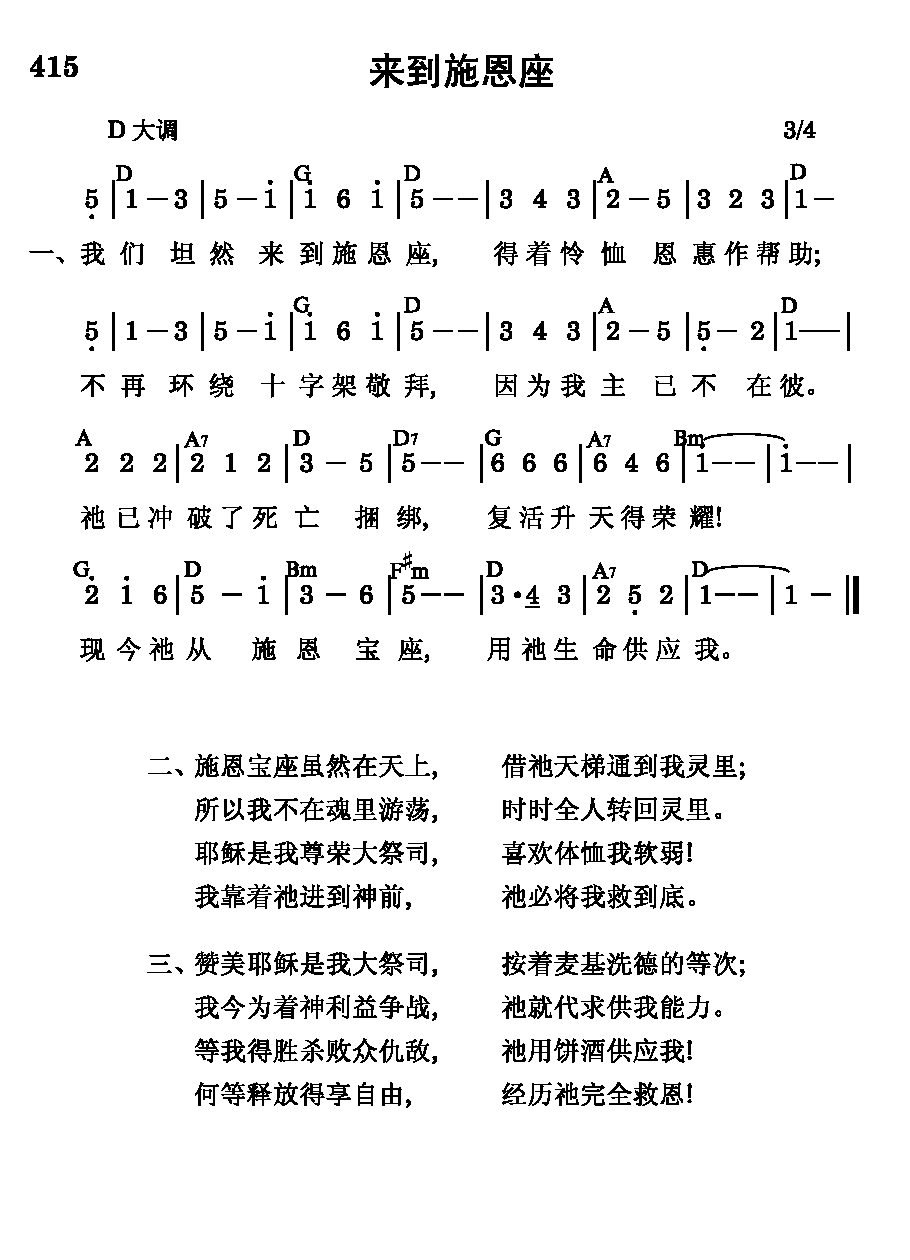 415
来到施恩座
D 大调 3/4
D G D A D
5 | 1 － 3 | 5 － 1 | 1 6 1 | 5 － － | 3 4 3 | 2 － 5 | 3 2 3 | 1 －
一、我们坦然来到施恩座, 得着怜恤恩惠作帮助;
G D A D
5 | 1 － 3 | 5 － 1 | 1 6 1 | 5 － － | 3 4 3 | 2 － 5 | 5 － 2 | 1 － － |
不再环绕十字架敬拜, 因为我主已不在彼。
A A7 D D7 G A7 Bm
2 2 2 | 2 1 2 | 3 － 5 | 5 － － | 6 6 6 | 6 4 6 | 1 － － | 1 － － |
祂已冲破了死亡捆绑, 复活升天得荣耀!
G D Bm F♯m D A7 D
2 1 6 | 5 － 1 | 3 － 6 | 5 － － | 3 · 4 3 | 2 5 2 | 1 － － | 1 － ‖
现今祂从施恩宝座, 用祂生命供应我。
二、施恩宝座虽然在天上, 借祂天梯通到我灵里;
所以我不在魂里游荡, 时时全人转回灵里。
耶稣是我尊荣大祭司, 喜欢体恤我软弱!
我靠着祂进到神前, 祂必将我救到底。
三、赞美耶稣是我大祭司, 按着麦基洗德的等次;
我今为着神利益争战, 祂就代求供我能力。
等我得胜杀败众仇敌, 祂用饼酒供应我!
何等释放得享自由, 经历祂完全救恩!